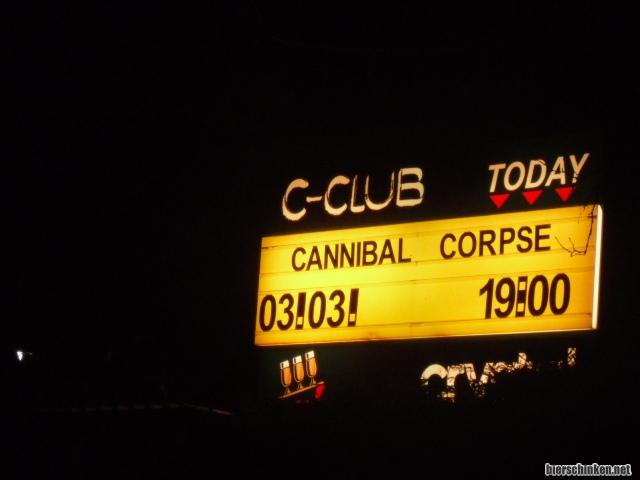 C-CLUB
TODAY
CANNIBAL CORPSE
03!03! 19:00
bierschinken.net